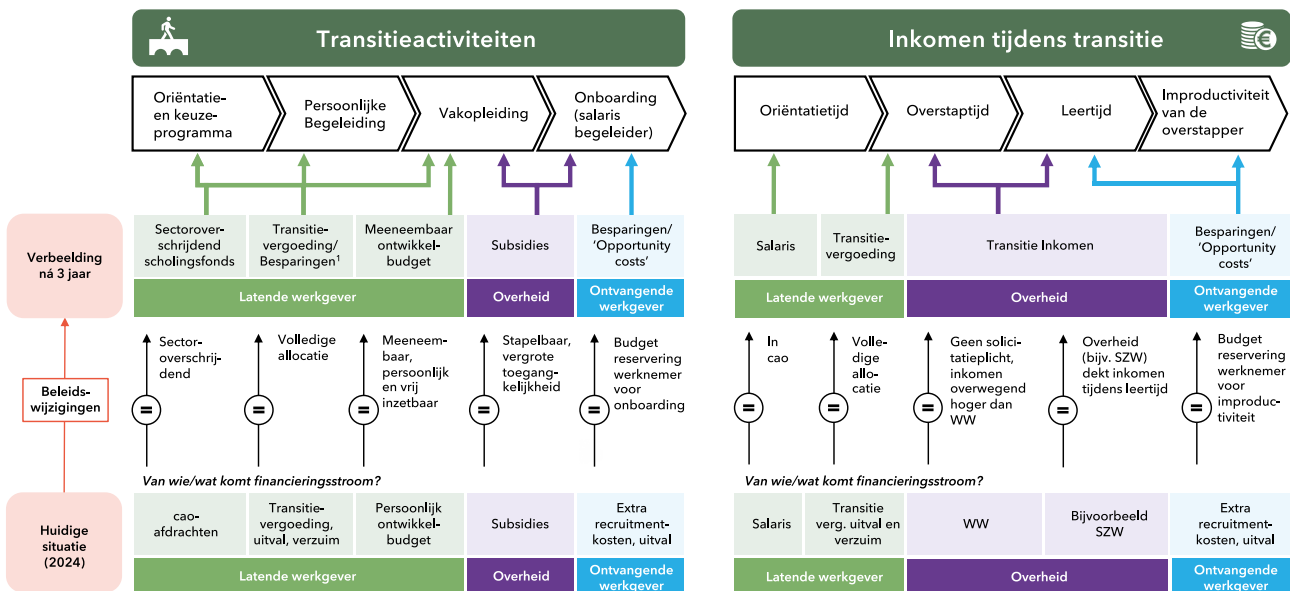 Transitieactiviteiten
Oriëntatie-
en keuze-
programma
Persoonlijke
Begeleiding
Vakopleiding
Onboarding
(salaris
begeleider)
Verbeelding
ná 3 jaar
Sectorover-
schrijdend
scholingsfonds
Transitie-
vergoeding/
Besparingen¹
Meeneembaar
ontwikkel-
budget
Subsidies
Besparingen/
‘Opportunity
costs’
Latende werkgever
Overheid
Ontvangende
werkgever
Beleids-
wijzigingen
Sector-
overschrij-
dend
Volledige
allocatie
Meeneem-
baar,
persoonlijk
en vrij
inzetbaar
Stapelbaar,
vergrote
toegang-
kelijkheid
Budget
reservering
werknemer
voor
onboarding
=
=
=
=
=
Van wie/wat komt financieringsstroom?
Huidige
situatie
(2024)
cao-
afdrachten
Transitie-
vergoeding,
uitval, verzuim
Persoonlijk
ontwikkel-
budget
Subsidies
Extra
recruitment-
kosten, uitval
Latende werkgever
Overheid
Ontvangende
werkgever
Inkomen tijdens transitie
€
Oriëntatietijd
Overstaptijd
Leertijd
Improductiviteit
van de
overstapper
Salaris
Transitie-
vergoeding
Transitie Inkomen
Besparingen/
‘Opportunity
costs’
Latende werkgever
Overheid
Ontvangende
werkgever
In
cao
Volle-
dige
allo-
catie
Geen solici-
tatieplicht,
inkomen
overwegend
hoger dan
WW
Overheid
(bijv. SZW)
dekt inkomen
tijdens leertijd
Budget
reservering
werknemer
voor
improduc-
tiviteit
=
=
=
=
=
Van wie/wat komt financieringsstroom?
Salaris
Transitie
verg. uitval en
verzuim
WW
Bijvoorbeeld
SZW
Extra
recruitment-
kosten, uitval
Latende werkgever
Overheid
Ontvangende
werkgever